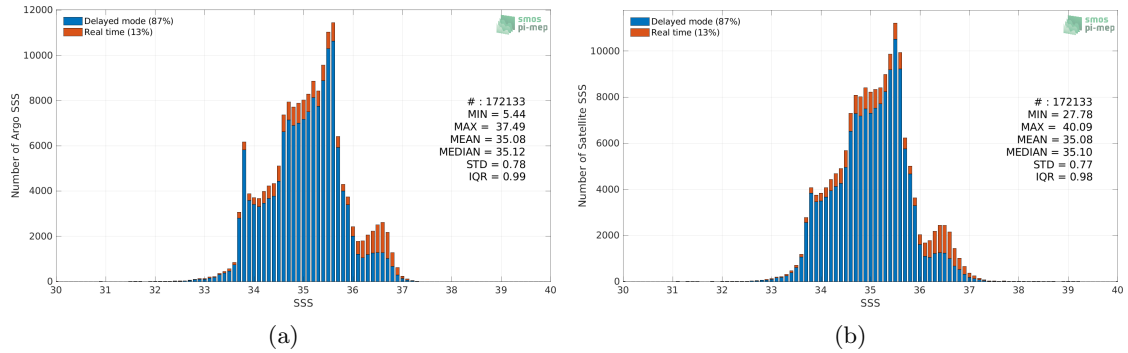 12000
10000
8000
6000
4000
2000
0
Number of Argo SSS
Delayed mode (87%)
Real time (13%)
smos
pi-mep
# : 172133
MIN = 5.44
MAX = 37.49
MEAN = 35.08
MEDIAN = 35.12
STD = 0.78
IQR = 0.99
30 31 32 33 34 35 36 37 38 39 40
SSS
(a)
10000
8000
6000
4000
2000
0
Number of Satellite SSS
Delayed mode (87%)
Real time (13%)
smos
pi-mep
# : 172133
MIN = 27.78
MAX = 40.09
MEAN = 35.08
MEDIAN = 35.10
STD = 0.77
IQR = 0.98
30 31 32 33 34 35 36 37 38 39 40
SSS
(b)